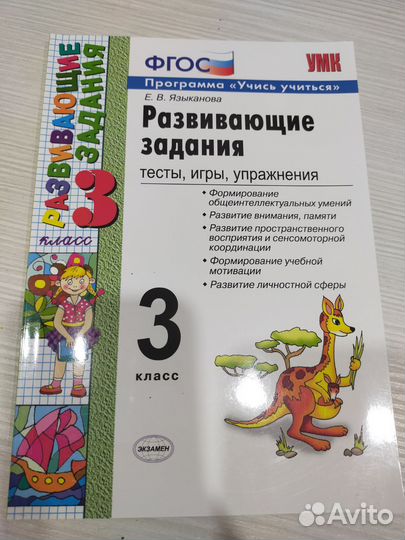 РАЗВИВАЮЩИЕ
ЗАДАНИЯ
3
класс
ФГОС
УМК
Программа «Учись учиться»
Е. В. Языканова
Развивающие
задания
тесты, игры, упражнения
• Формирование
общеинтеллектуальных умений
• Развитие внимания, памяти
• Развитие пространственного
восприятия и сенсомоторной
координации
• Формирование учебной
мотивации
• Развитие личностной сферы
3
класс
ЭКЗАМЕН
Avito